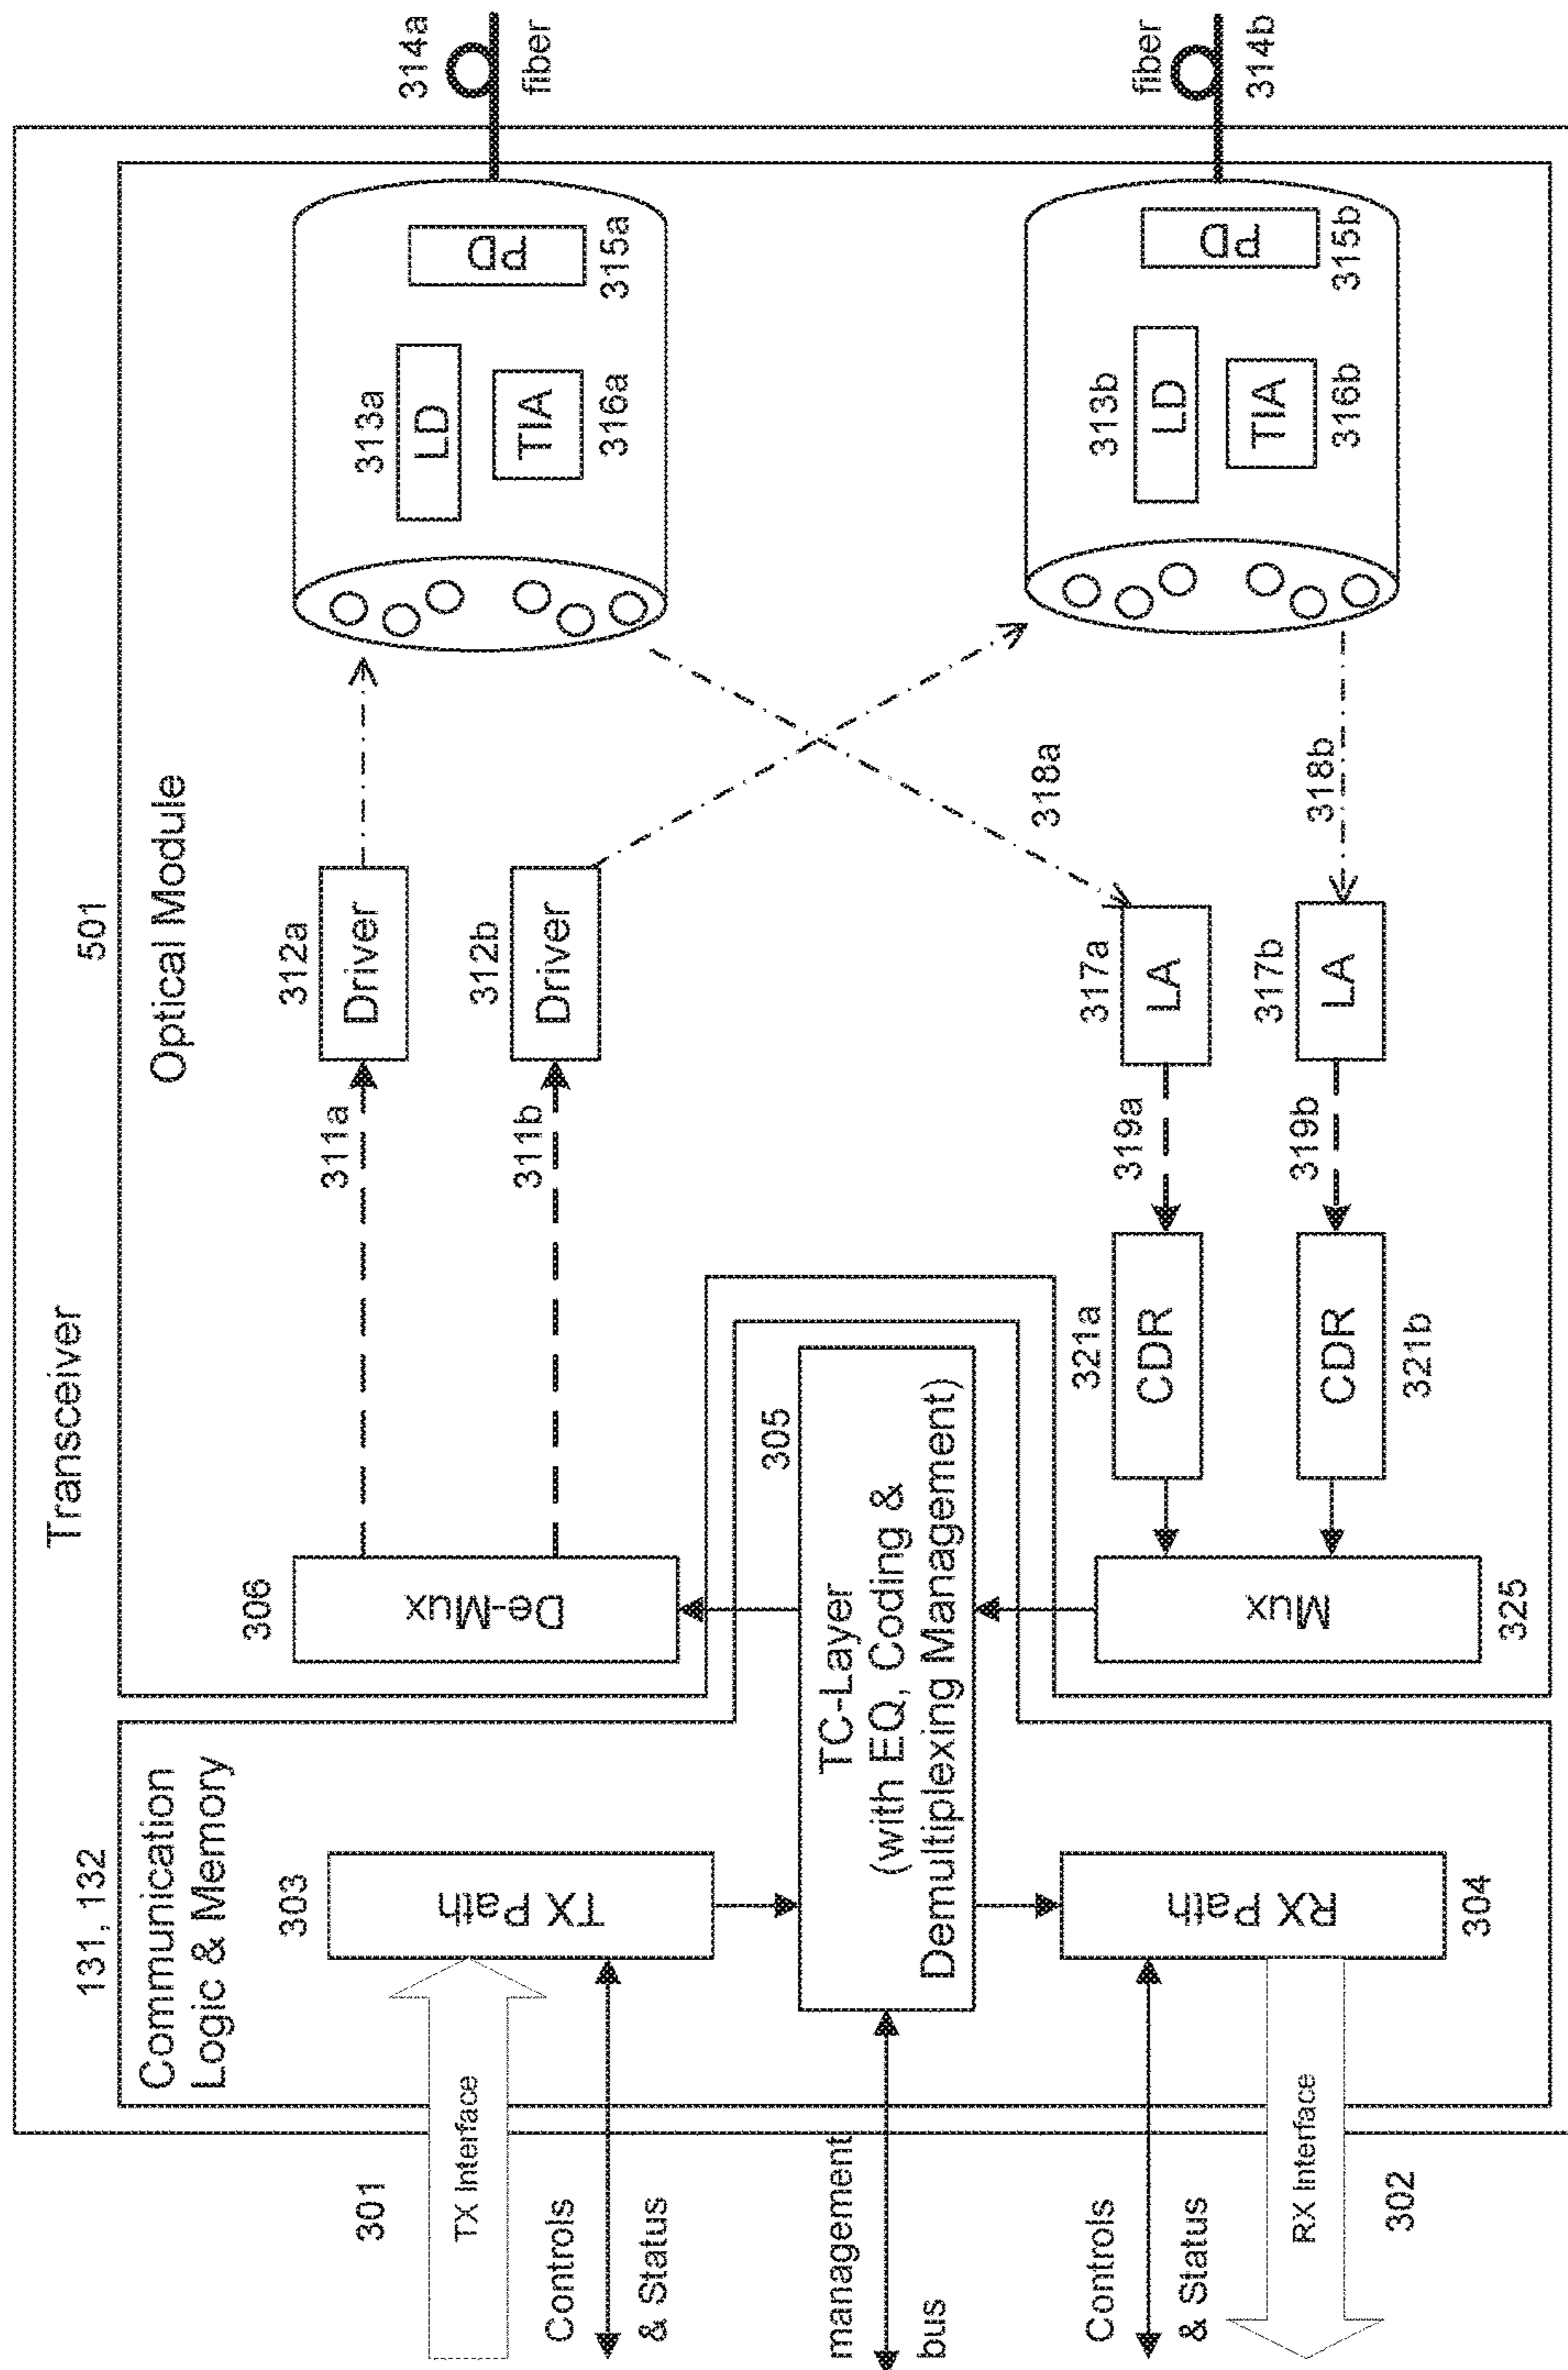 Transceiver
131, 132
Communication
Logic & Memory
501
Optical Module
301
TX Interface
Controls
& Status
management
bus
Controls
& Status
RX Interface
302
303
TX Path
RX Path
304
305
TC-Layer
(with EQ, Coding &
Demultiplexing Management)
306
De-Mux
Mux
325
311a
311b
312a
Driver
312b
Driver
321a
CDR
CDR
321b
319a
319b
317a
LA
317b
LA
318a
318b
313a
LD
TIA
316a
PD
315a
314a
fiber
313b
LD
TIA
316b
PD
315b
fiber
314b